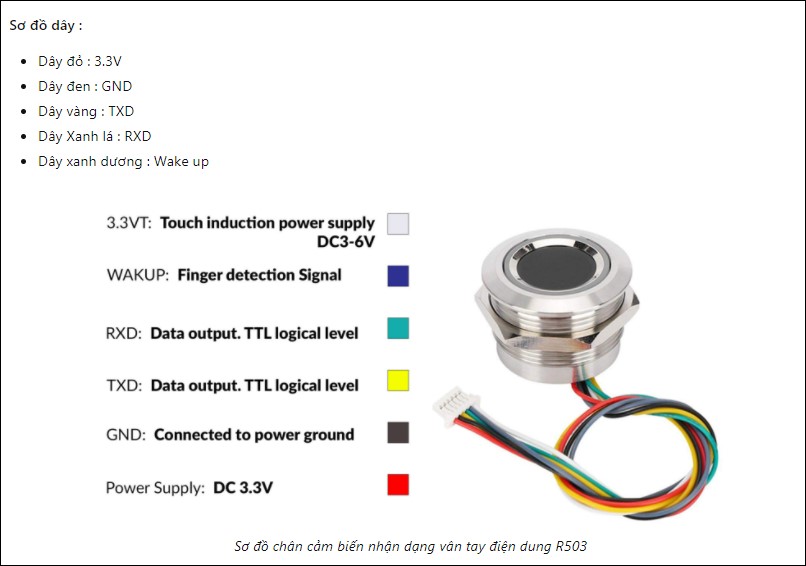 Sơ đồ dây :
Dây đỏ : 3.3V
Dây đen : GND
Dây vàng : TXD
Dây Xanh lá : RXD
Dây xanh dương : Wake up
3.3VT: Touch induction power supply
DC3-6V
WAKUP: Finger detection Signal
RXD: Data output. TTL logical level
TXD: Data output. TTL logical level
GND: Connected to power ground
Power Supply: DC 3.3V
Sơ đồ chân cảm biến nhận dạng vân tay điện dung R503